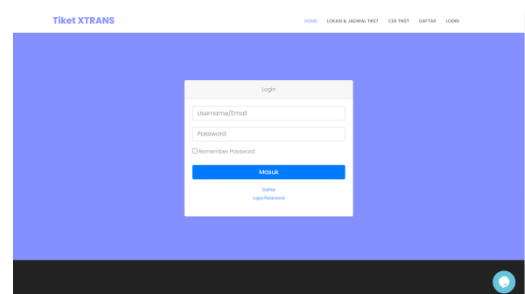 Tiket XTRANS
HOME LOKASI & JADWAL TIKET CEK TIKET DAFTAR LOGIN
Login
Username/Email
Password
Remember Password
Masuk
Daftar
Lupa Password